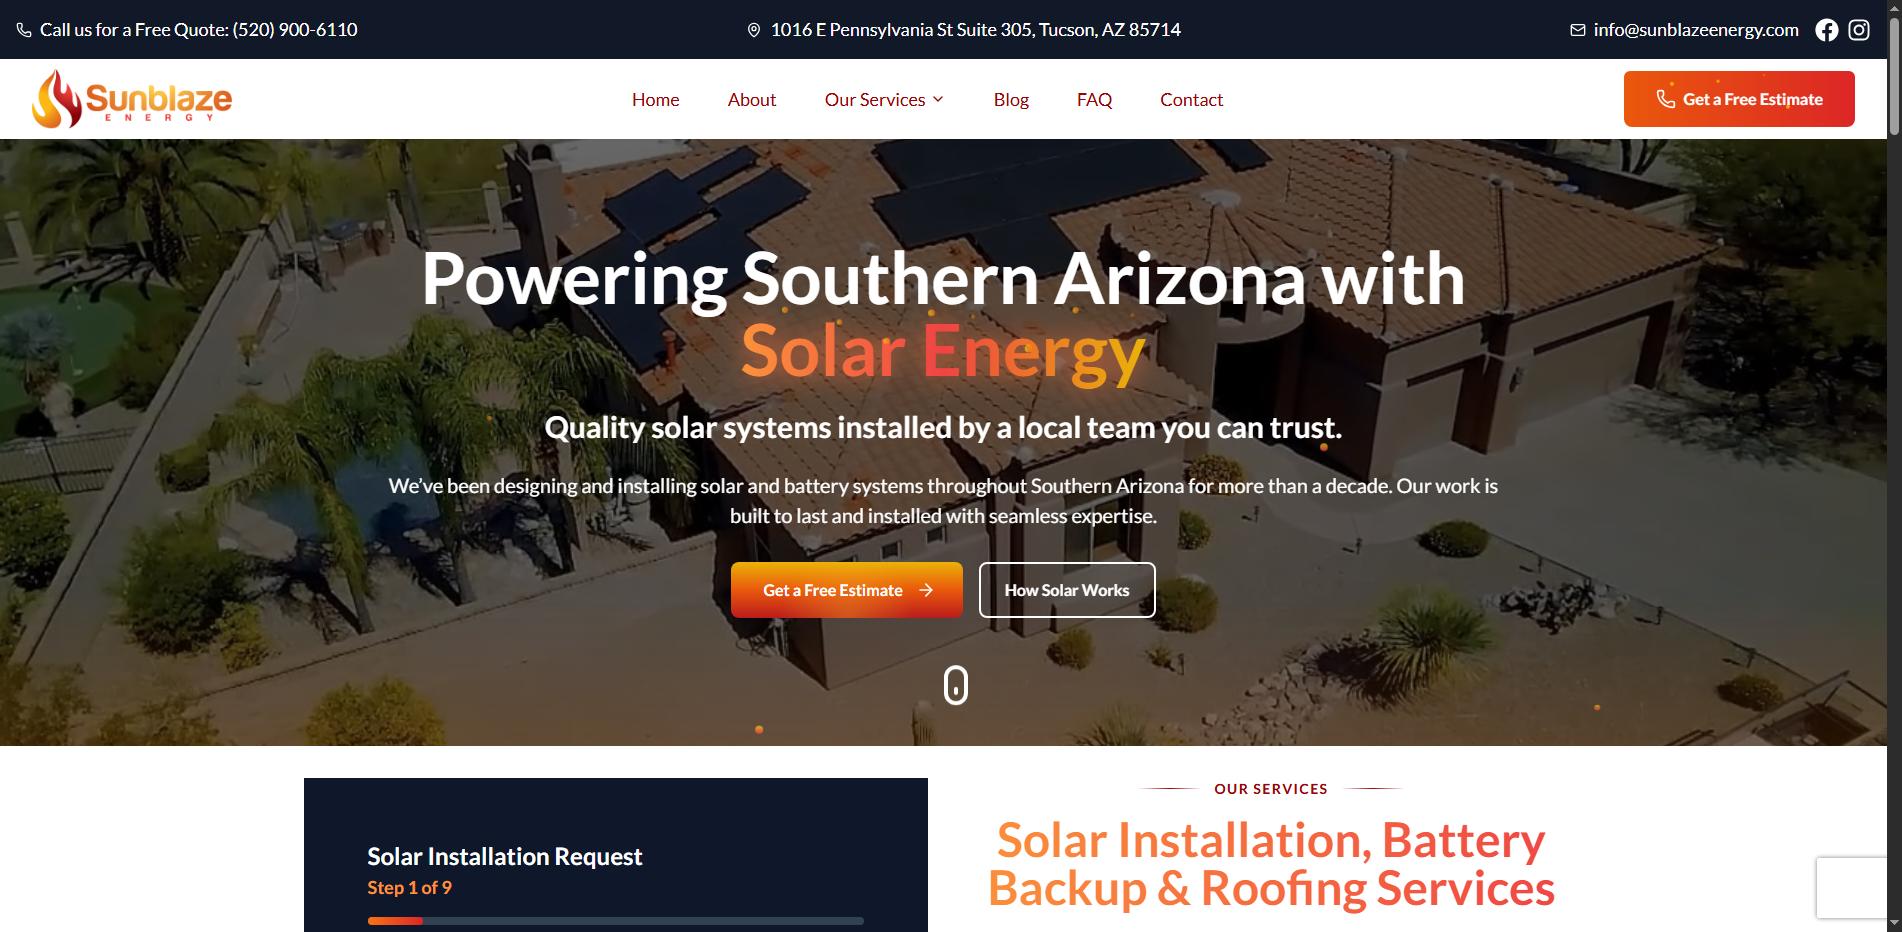 Call us for a Free Quote: (520) 900-6110
1016 E Pennsylvania St Suite 305, Tucson, AZ 85714
info@sunblazeenergy.com
Sunblaze
ENERGY
Home
About
Our Services
Blog
FAQ
Contact
Get a Free Estimate
Powering Southern Arizona with
Solar Energy
Quality solar systems installed by a local team you can trust.
We’ve been designing and installing solar and battery systems throughout Southern Arizona for more than a decade. Our work is
built to last and installed with seamless expertise.
Get a Free Estimate
How Solar Works
Solar Installation Request
Step 1 of 9
OUR SERVICES
Solar Installation, Battery
Backup & Roofing Services